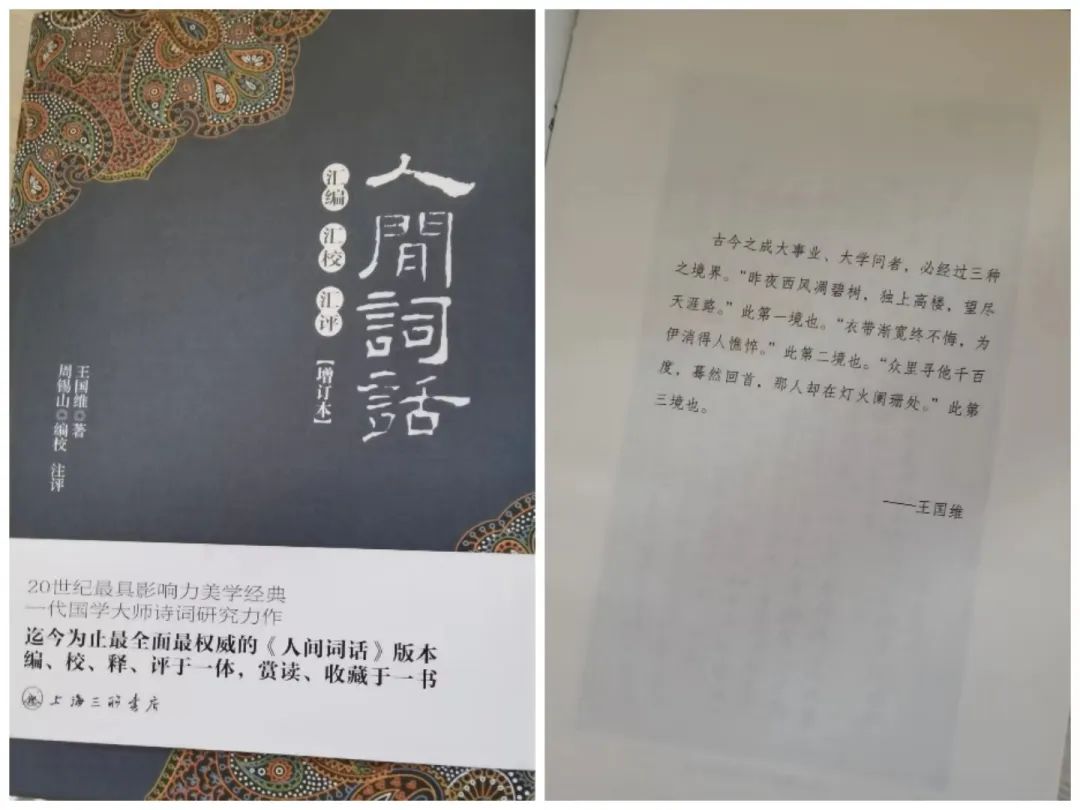 人間詞話
汇编 汇校 汇评
【增订本】
王国维◎著
周锡山◎编校 注评
20世纪最具影响力美学经典
一代国学大师诗词研究力作
迄今为止最全面最权威的《人间词话》版本
编、校、释、评于一体，赏读、收藏于一书
上海三联书店
古今之成大事业、大学问者，必经过三种
之境界。“昨夜西风凋碧树，独上高楼，望尽
天涯路。”此第一境也。“衣带渐宽终不悔，为
伊消得人憔悴。”此第二境也。“众里寻他千百
度，蓦然回首，那人却在灯火阑珊处。”此第
三境也。
——王国维